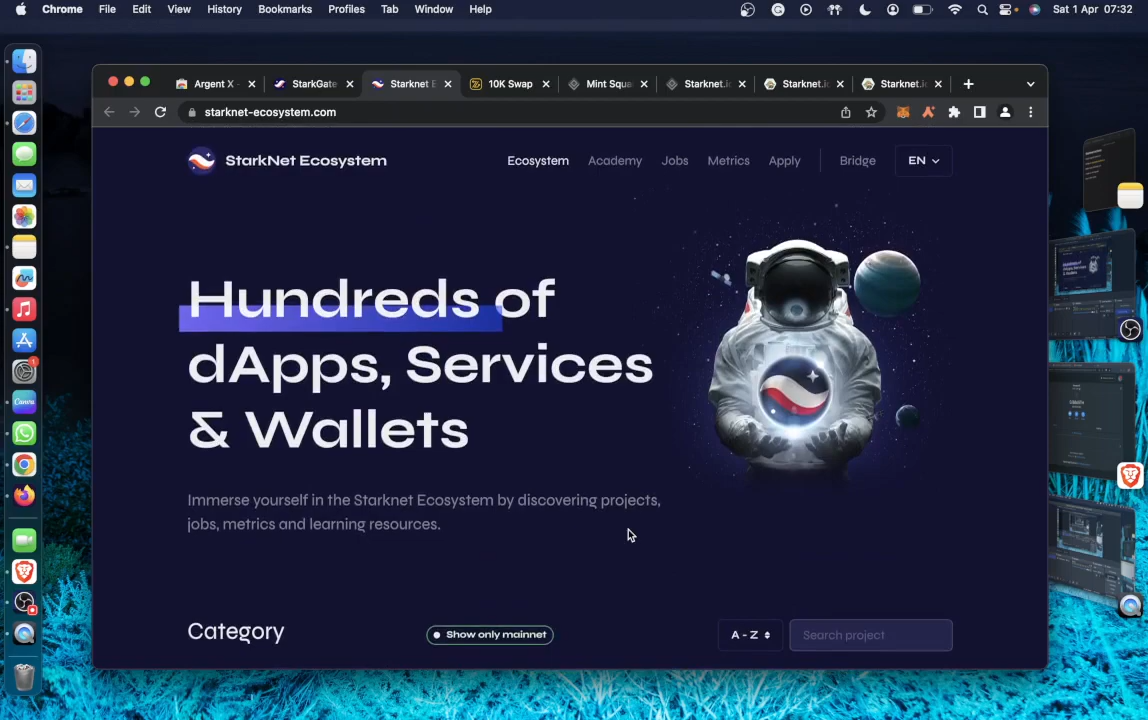 Chrome File Edit View History Bookmarks Profiles Tab Window Help Sat 1 Apr 07:32
Argent X - StarkGate Starknet E 10K Swap Mint Squa Starknet.i Starknet.i Starknet.i
starknet-ecosystem.com
StarkNet Ecosystem Ecosystem Academy Jobs Metrics Apply Bridge EN
Hundreds of
dApps, Services
& Wallets
Immerse yourself in the Starknet Ecosystem by discovering projects,
jobs, metrics and learning resources.
Category Show only mainnet A - Z Search project
1
Canva